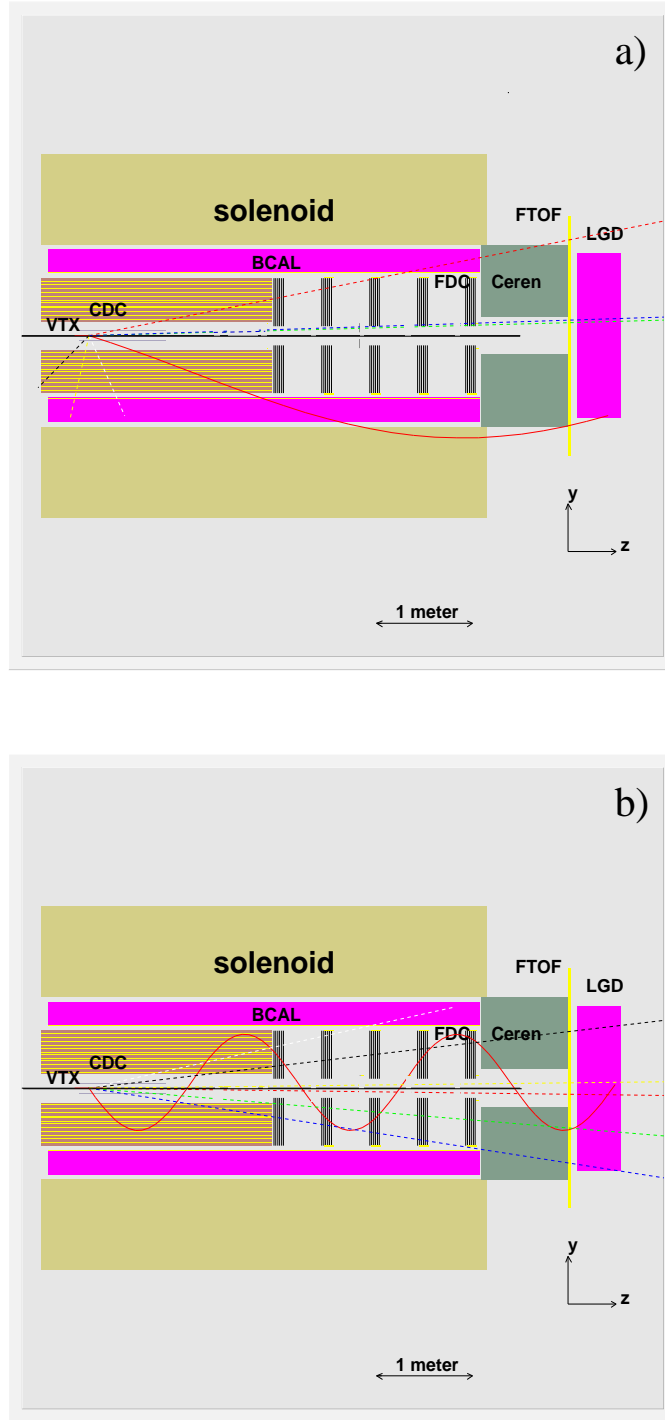 a)
solenoid
FTOF
LGD
BCAL
FDC
Ceren
CDC
VTX
y
z
1 meter
b)
solenoid
FTOF
LGD
BCAL
FDC
Ceren
CDC
VTX
y
z
1 meter